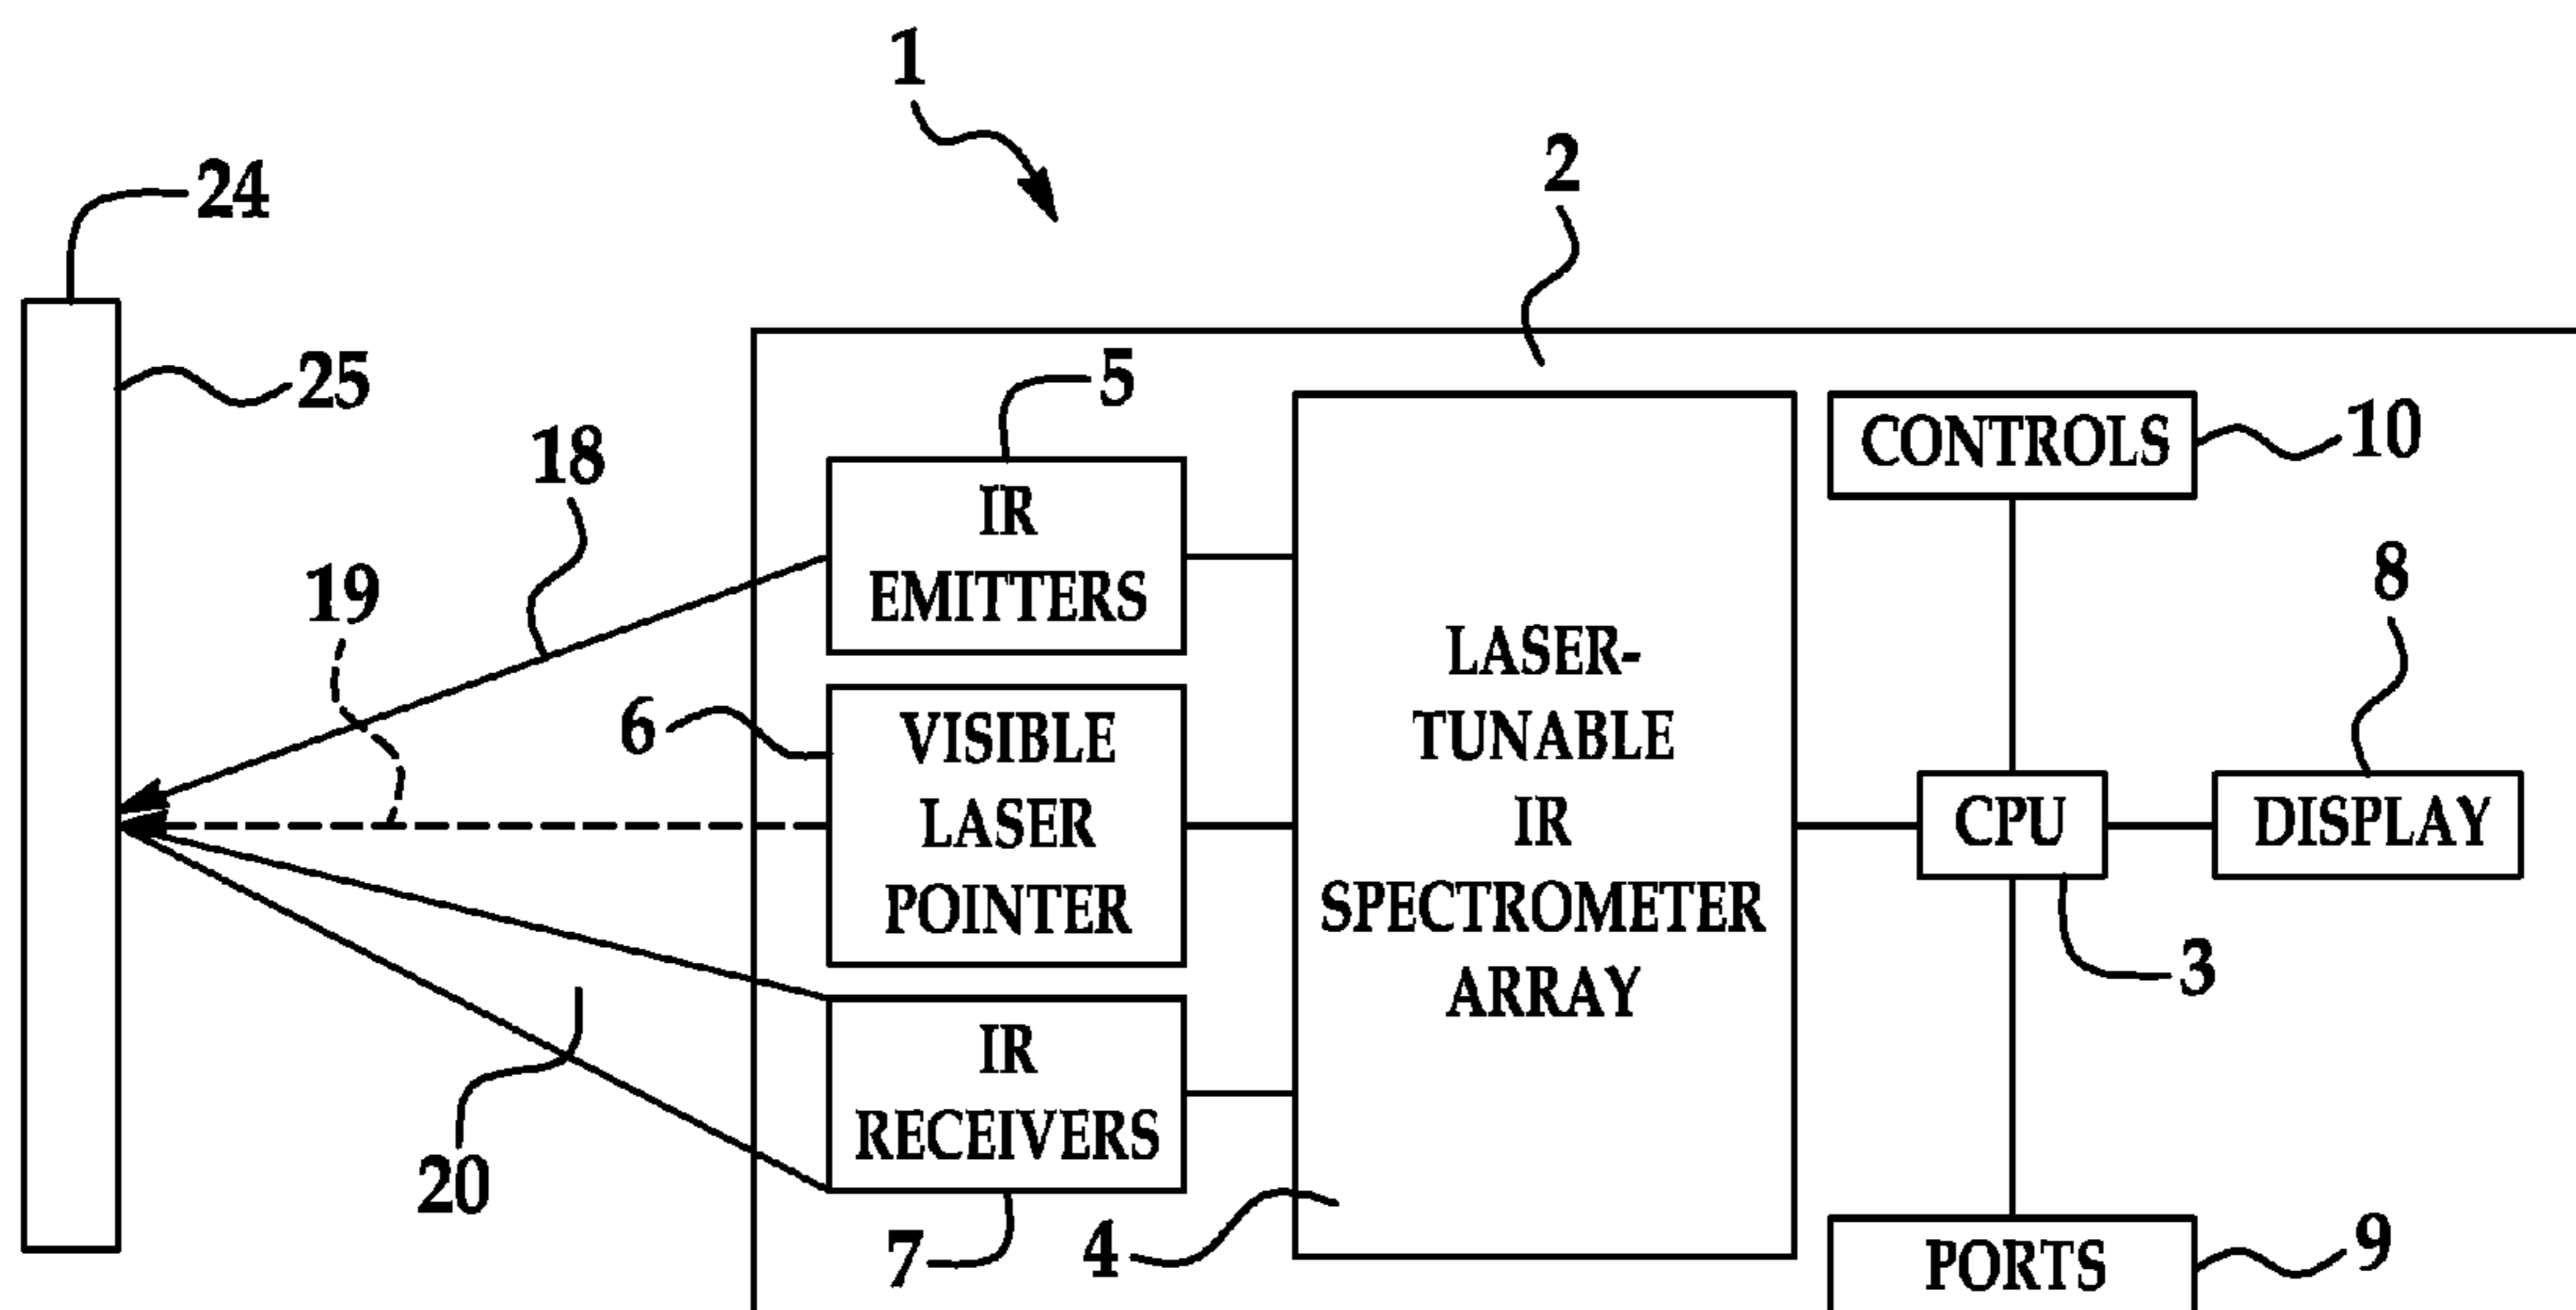 1
2
24
25
5
10
18
CONTROLS
IR
EMITTERS
19
8
6
VISIBLE
LASER
POINTER
LASER-
TUNABLE
IR
SPECTROMETER
ARRAY
CPU
DISPLAY
3
IR
RECEIVERS
20
7
4
PORTS
9